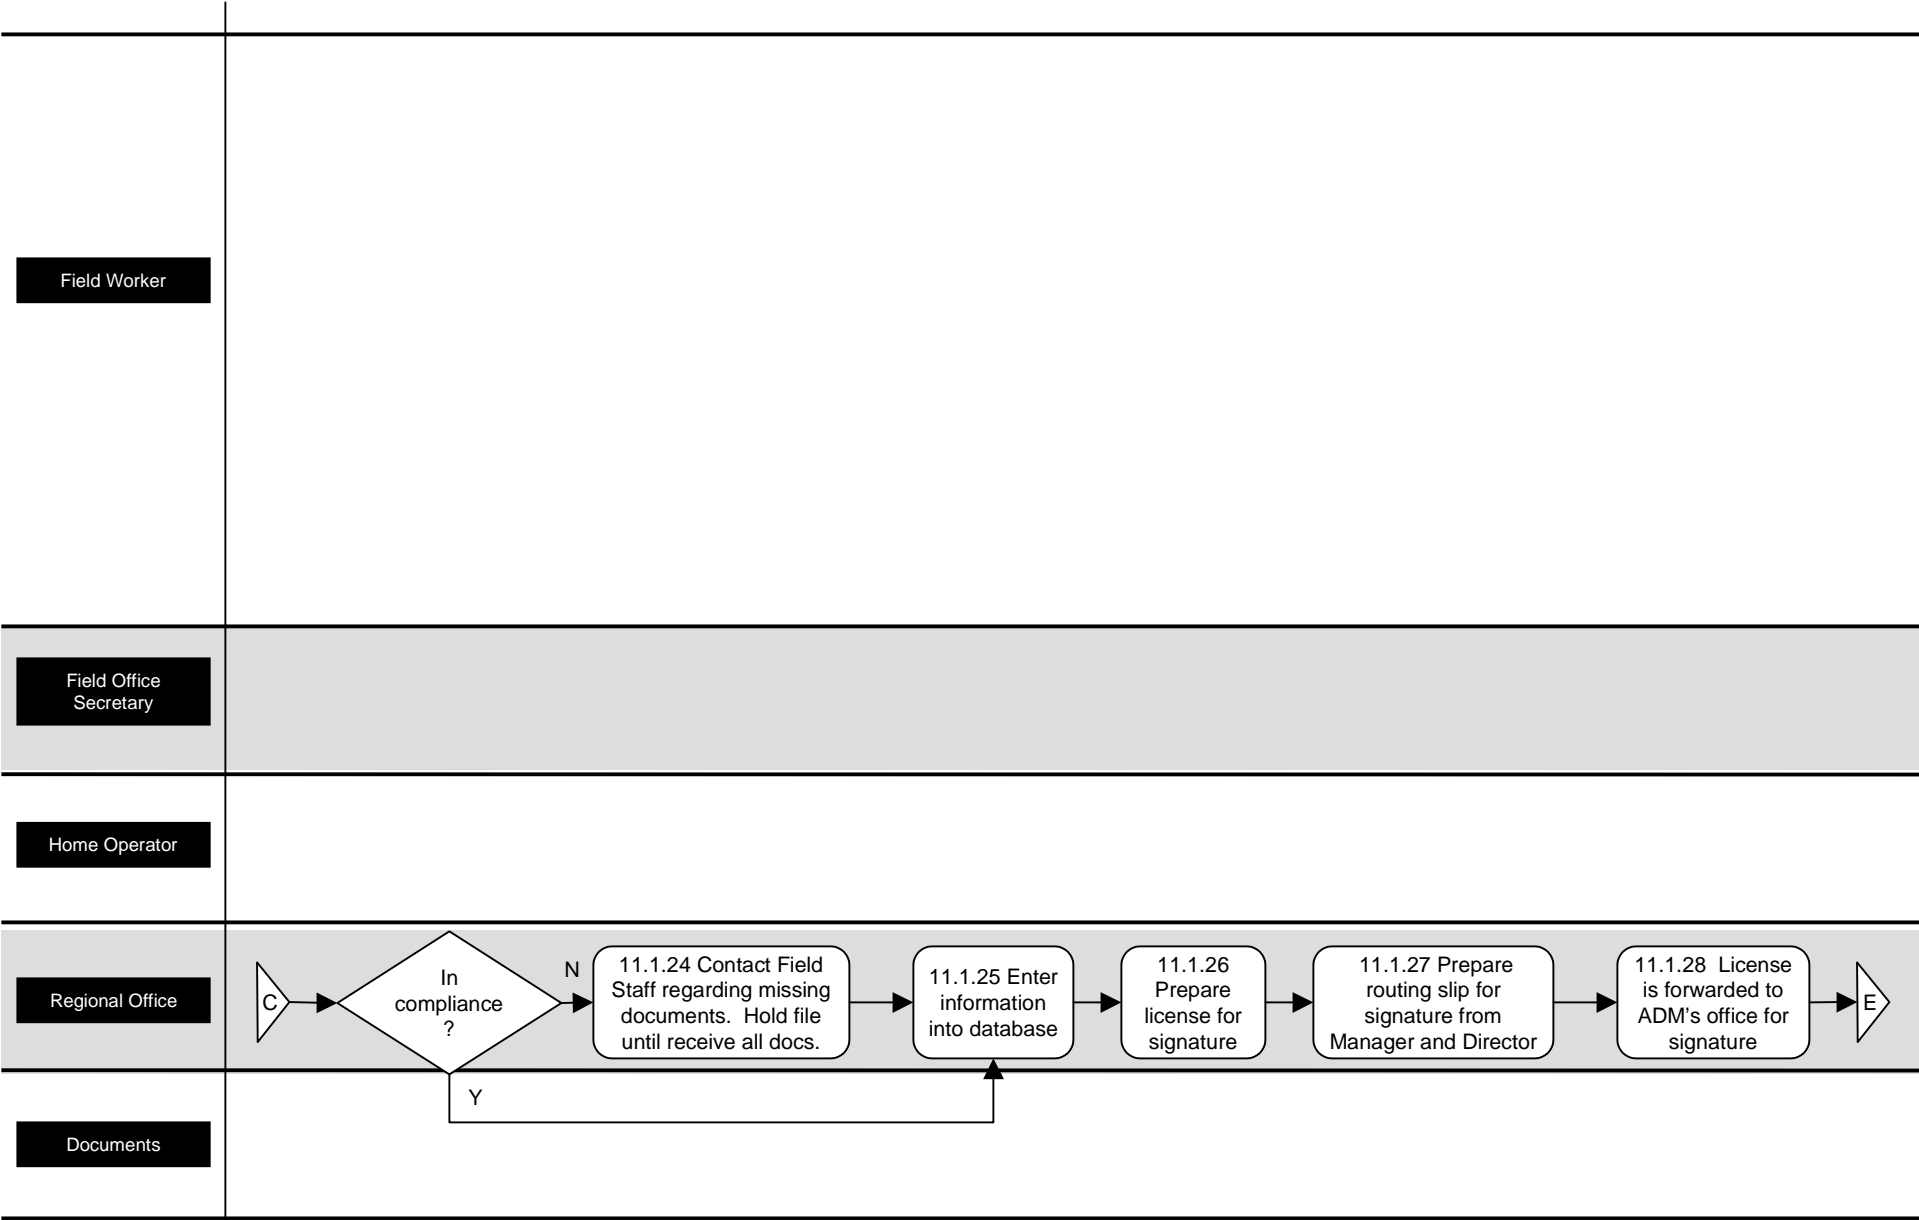 Field Worker
Field Office
Secretary
Home Operator
Regional Office
C
In
compliance
?
N
Y
11.1.24 Contact Field
Staff regarding missing
documents.  Hold file
until receive all docs.
11.1.25 Enter
information
into database
11.1.26
Prepare
license for
signature
11.1.27 Prepare
routing slip for
signature from
Manager and Director
11.1.28  License
is forwarded to
ADM's office for
signature
E
Documents